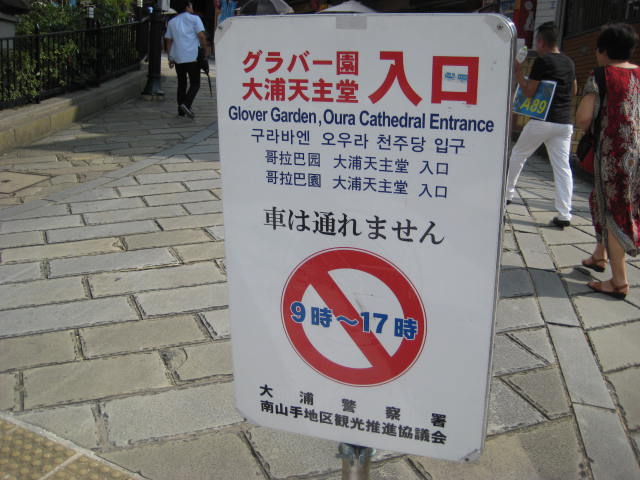 グラバー園
大浦天主堂 入口
Glover Garden, Oura Cathedral Entrance
구라바엔 오우라 천주당 입구
哥拉巴园 大浦天主堂 入口
哥拉巴園 大浦天主堂 入口
車は通れません
9時〜17時
大浦警察署
南山手地区観光推進協議会
A89